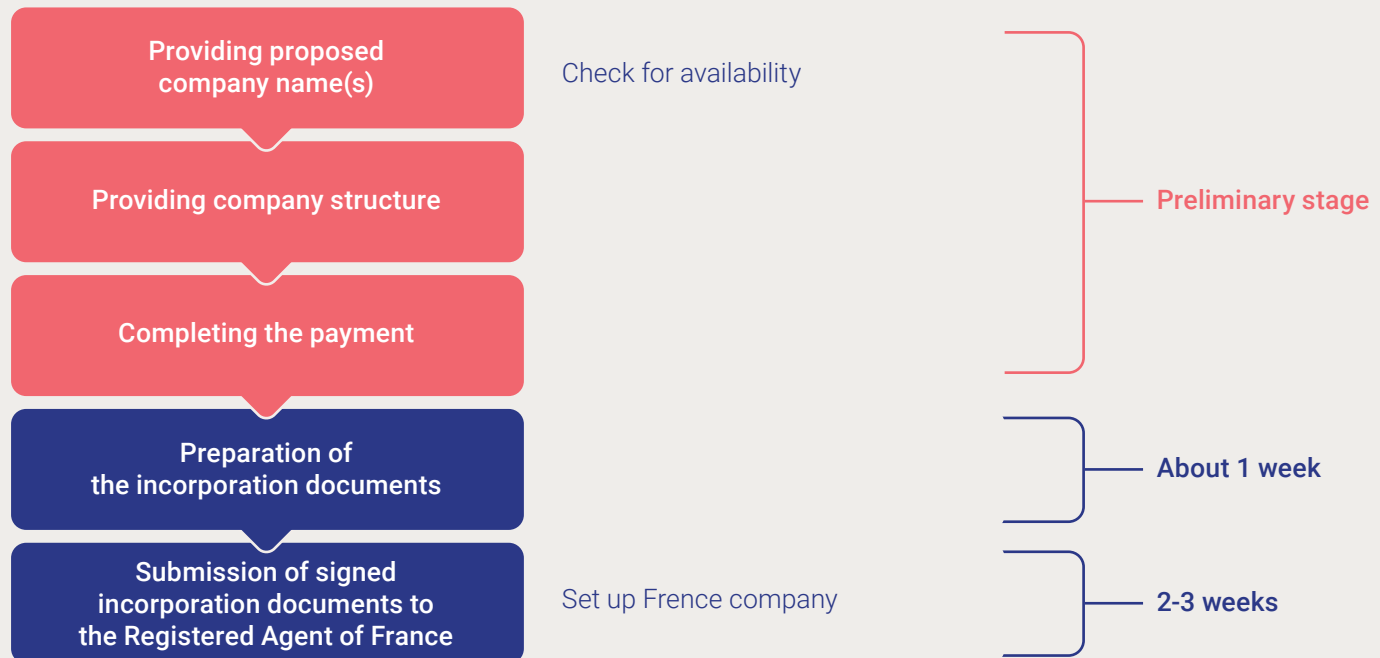 Providing proposed
company name(s)
Check for availability
Providing company structure
Preliminary stage
Completing the payment
Preparation of
the incorporation documents
About 1 week
Submission of signed
incorporation documents to
the Registered Agent of France
Set up Frence company
2-3 weeks